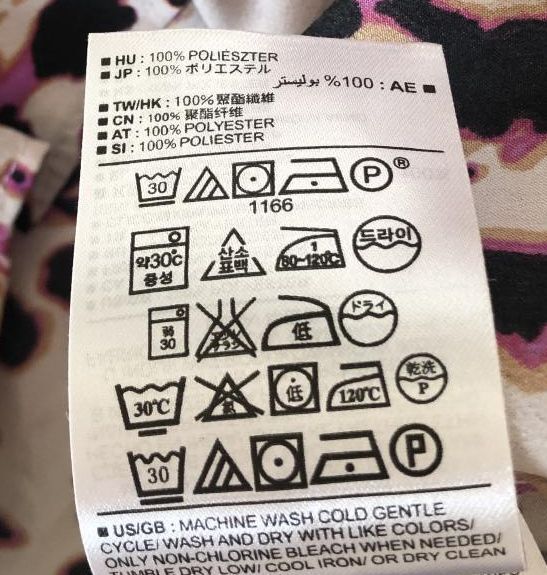 HU : 100% POLIÉSZTER
JP : 100% ポリエステル
AE : 100% بوليستر
TW/HK : 100% 聚酯纖維
CN : 100% 聚酯纤维
AT : 100% POLYESTER
SI : 100% POLIESTER
30 P ®
1166
약30℃ 중성 산소 표백 1 80~120℃ 드라이
弱 30 低 ドライ
30℃ 低 120℃ 乾洗 P
30 P
US/GB : MACHINE WASH COLD GENTLE
CYCLE/ WASH AND DRY WITH LIKE COLORS/
ONLY NON-CHLORINE BLEACH WHEN NEEDED/
TUMBLE DRY LOW/ COOL IRON/ OR DRY CLEAN